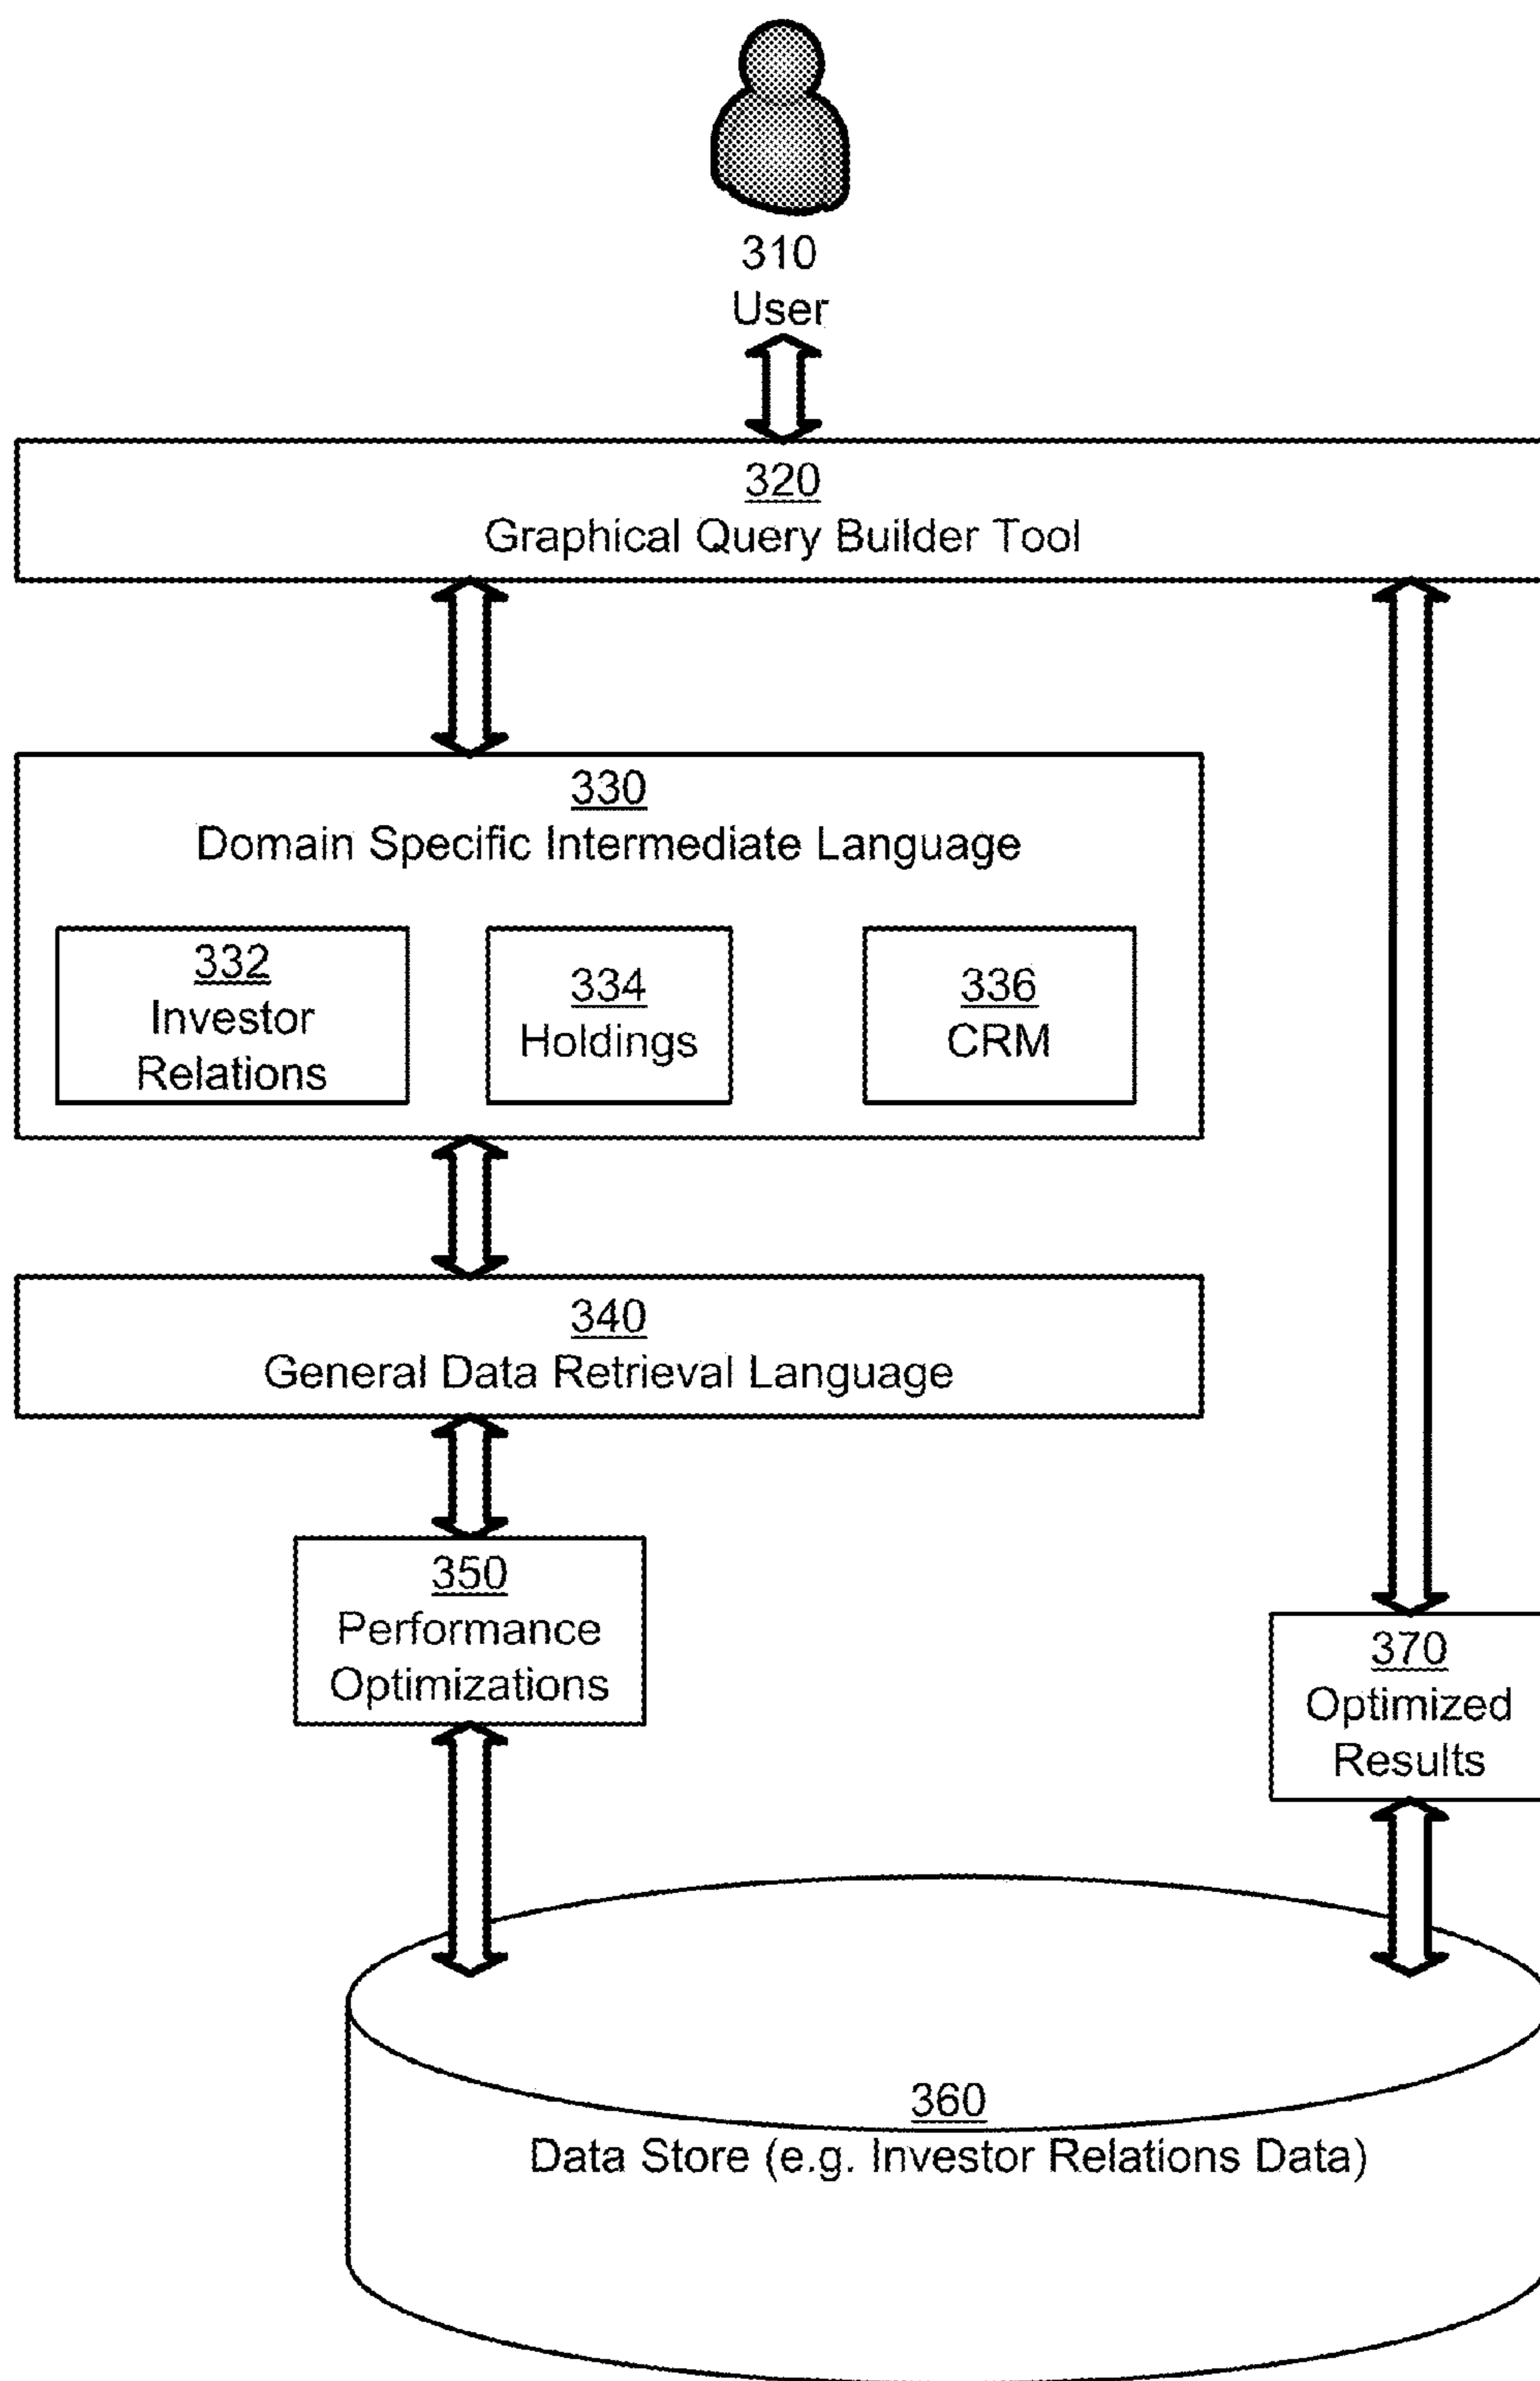 310
User
320
Graphical Query Builder Tool
330
Domain Specific Intermediate Language
332
Investor
Relations
334
Holdings
336
CRM
340
General Data Retrieval Language
350
Performance
Optimizations
370
Optimized
Results
360
Data Store (e.g. Investor Relations Data)